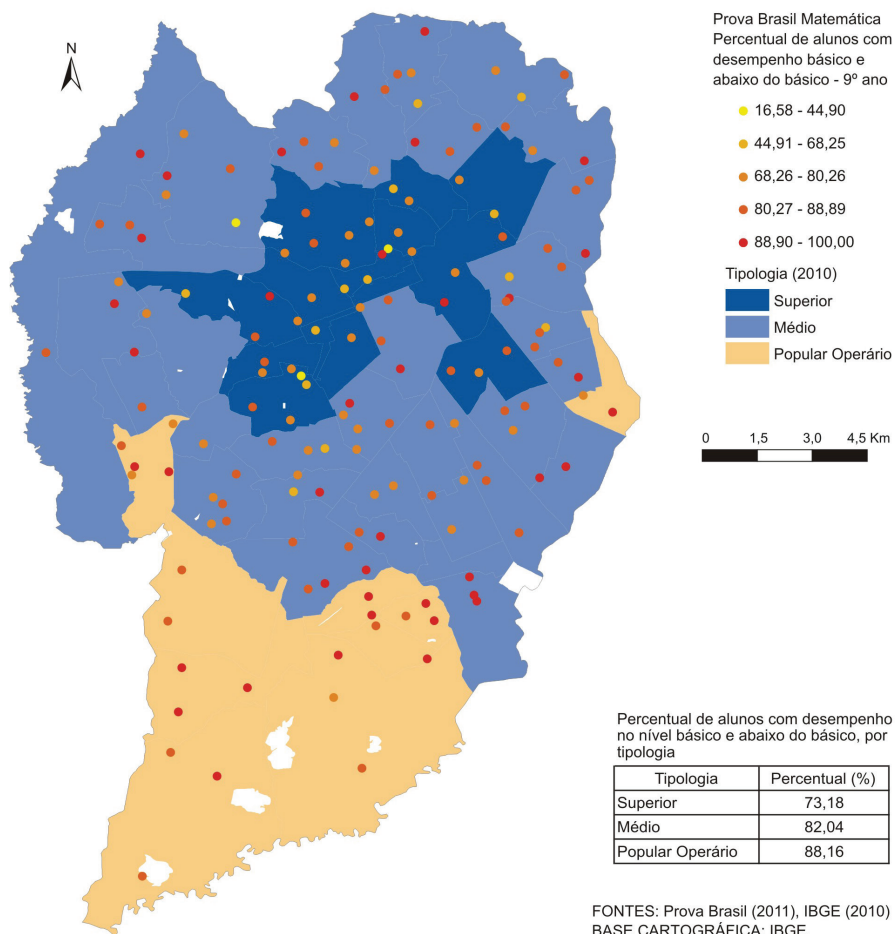 N
Prova Brasil Matemática
Percentual de alunos com
desempenho básico e
abaixo do básico - 9º ano
16,58 - 44,90
44,91 - 68,25
68,26 - 80,26
80,27 - 88,89
88,90 - 100,00
Tipologia (2010)
Superior
Médio
Popular Operário
0 1,5 3,0 4,5 Km
Percentual de alunos com desempenho
no nível básico e abaixo do básico, por
tipologia
Tipologia Percentual (%)
Superior 73,18
Médio 82,04
Popular Operário 88,16
FONTES: Prova Brasil (2011), IBGE (2010)
BASE CARTOGRÁFICA: IBGE